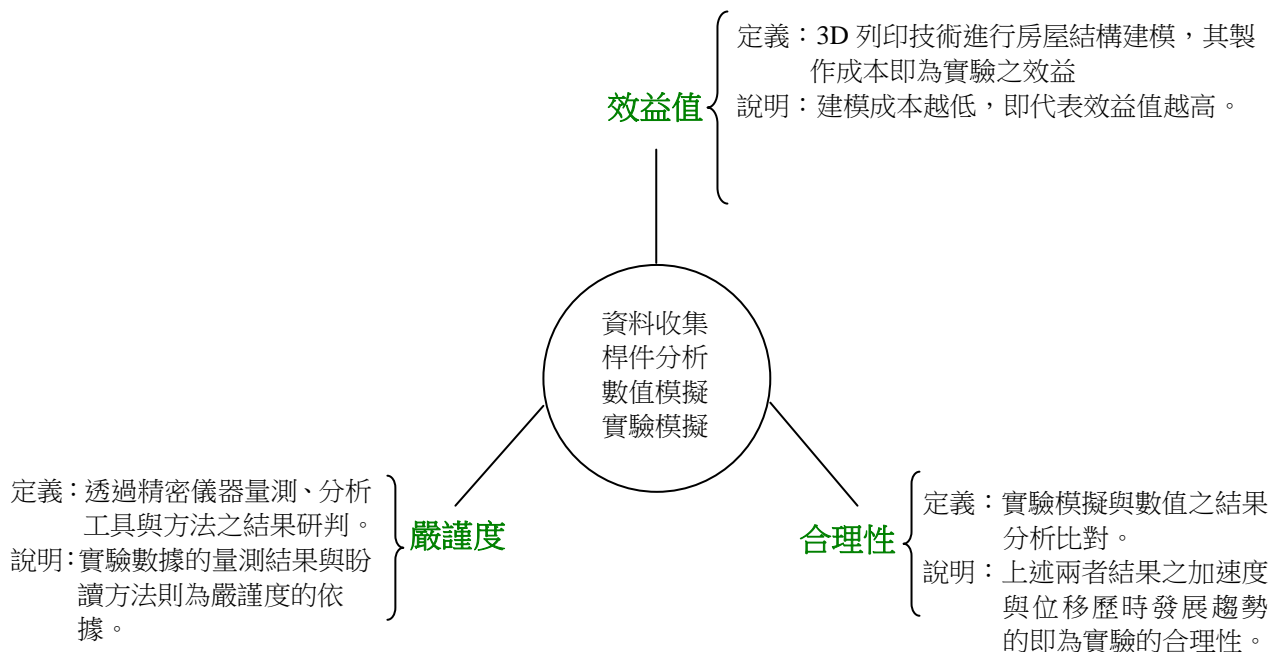 定義：3D 列印技術進行房屋結構建模，其製
作成本即為實驗之效益
效益值
說明：建模成本越低，即代表效益值越高。
資料收集
桿件分析
數值模擬
實驗模擬
定義：透過精密儀器量測、分析
工具與方法之結果研判。
嚴謹度
說明：實驗數據的量測結果與盼
讀方法則為嚴謹度的依
據。
合理性
定義：實驗模擬與數值之結果
分析比對。
說明：上述兩者結果之加速度
與位移歷時發展趨勢
的即為實驗的合理性。